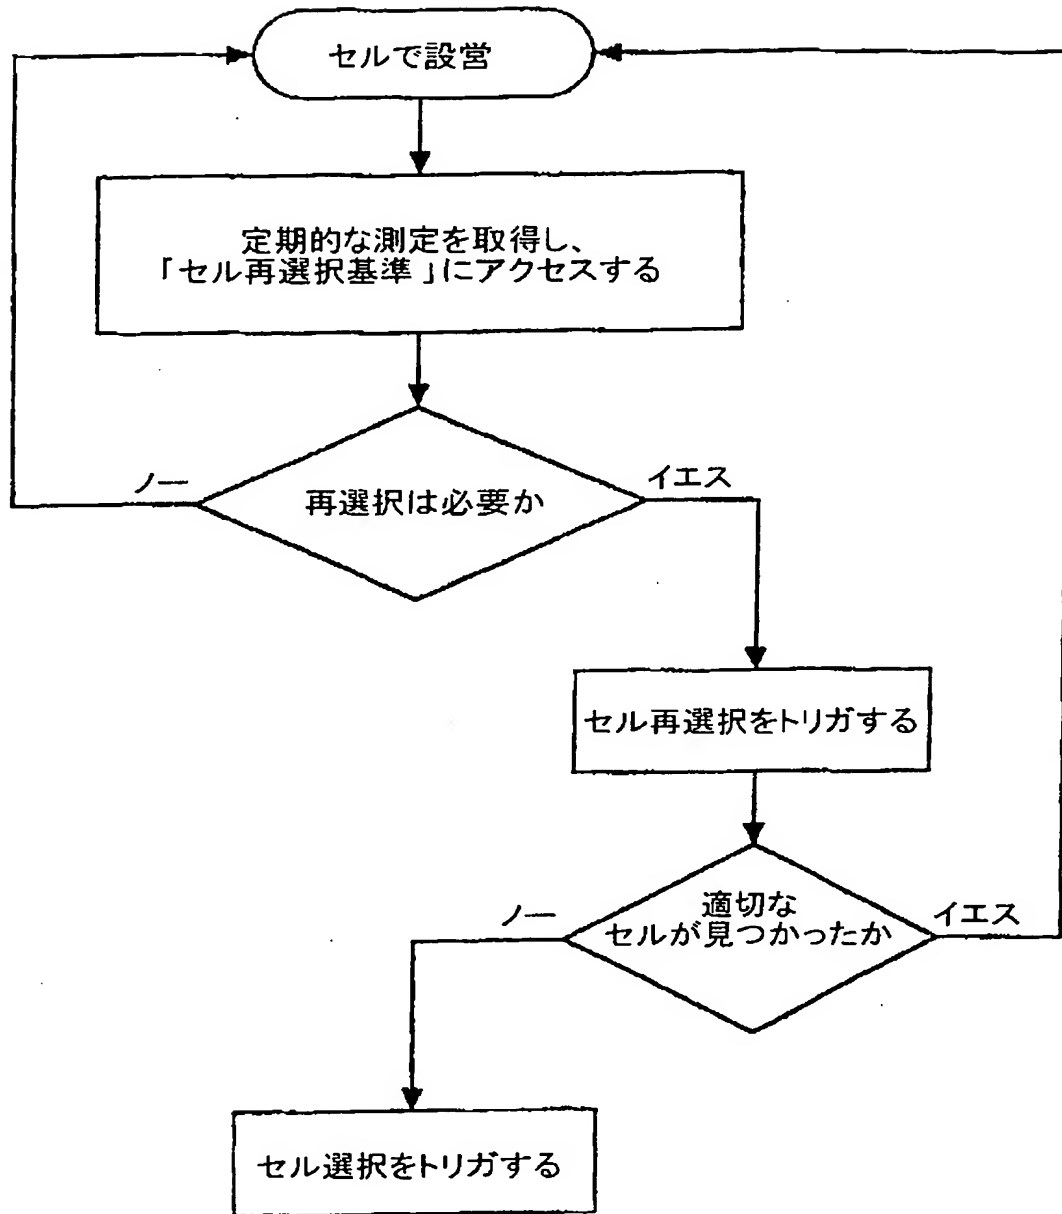 セルで設営
定期的な測定を取得し、
「セル再選択基準」にアクセスする
ノー
再選択は必要か
イエス
セル再選択をトリガする
ノー
適切な
セルが見つかったか
イエス
セル選択をトリガする